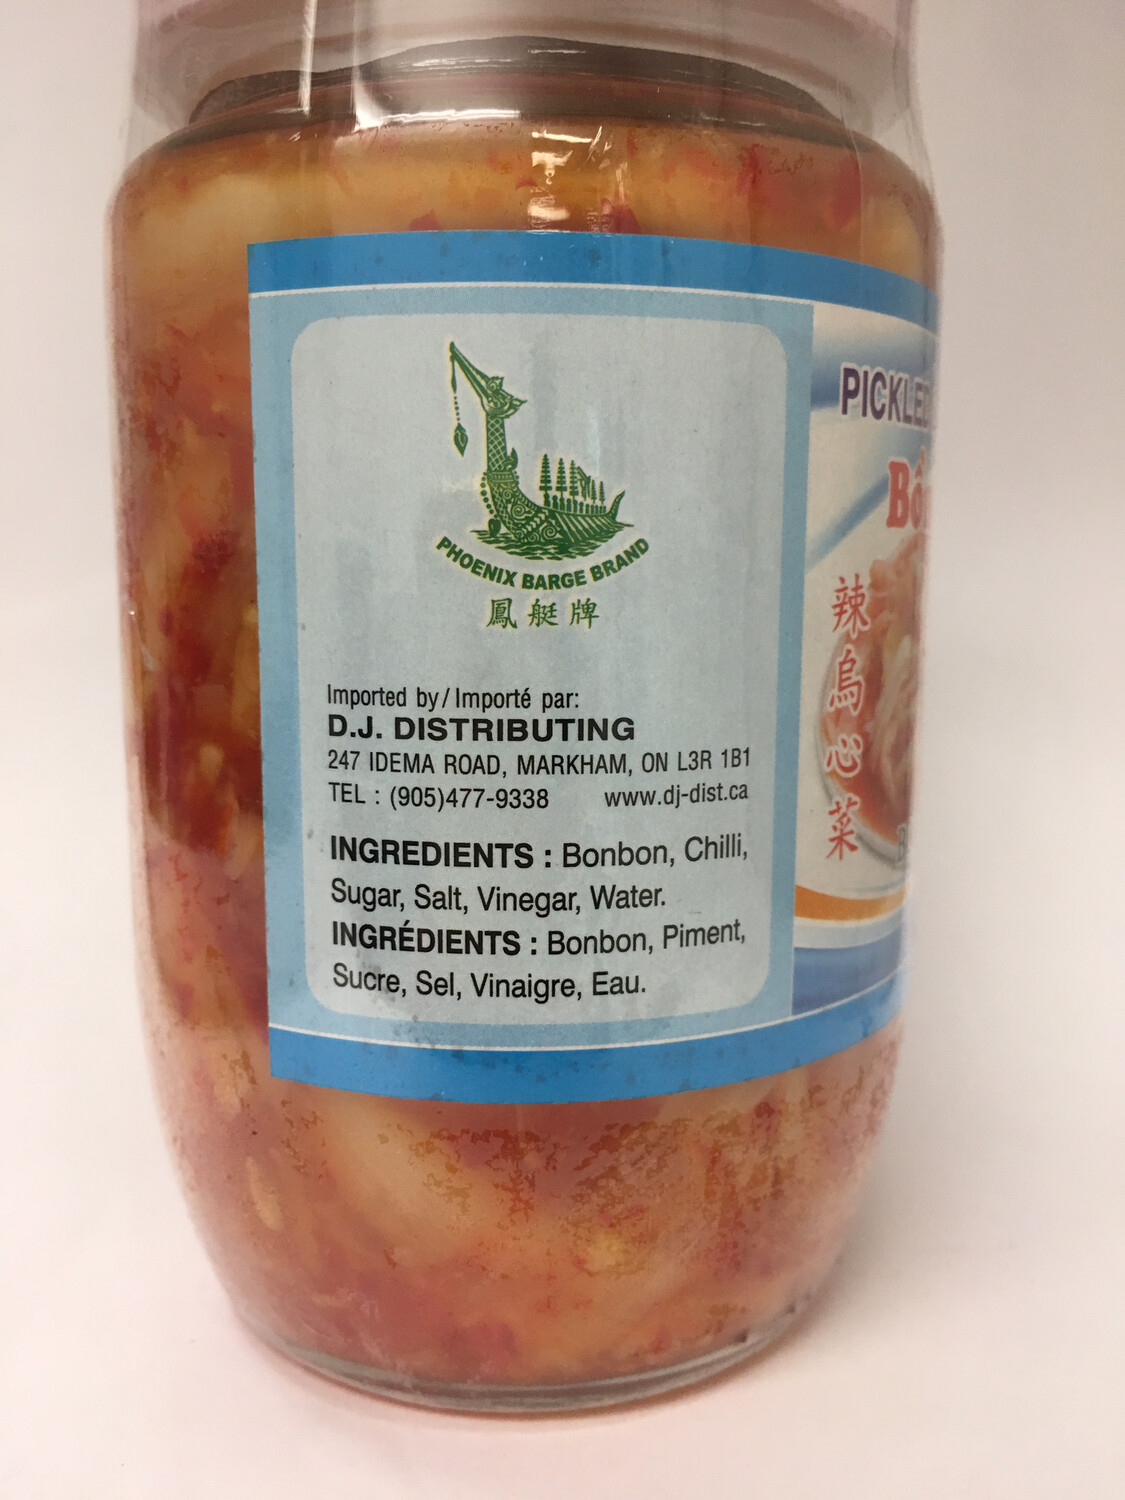 PHOENIX BARGE BRAND
鳳艇牌
Imported by / Importé par:
D.J. DISTRIBUTING
247 IDEMA ROAD, MARKHAM, ON L3R 1B1
TEL : (905)477-9338 www.dj-dist.ca
INGREDIENTS : Bonbon, Chilli,
Sugar, Salt, Vinegar, Water.
INGRÉDIENTS : Bonbon, Piment,
Sucre, Sel, Vinaigre, Eau.
PICKLED
辣烏心菜